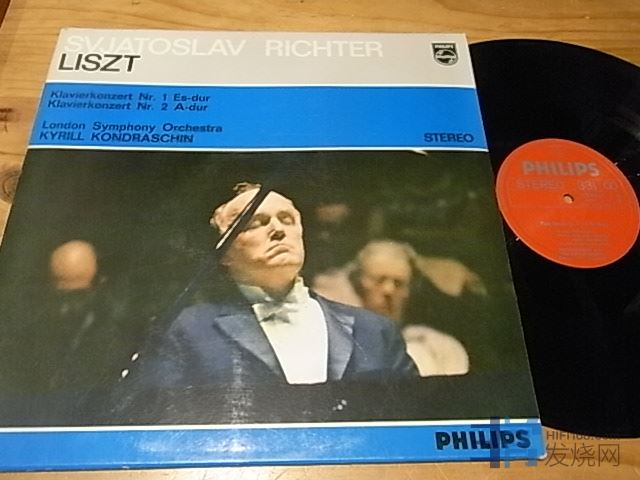 SVJATOSLAV RICHTER
LISZT
PHILIPS
Klavierkonzert Nr. 1 Es-dur
Klavierkonzert Nr. 2 A-dur
London Symphony Orchestra
KYRILL KONDRASCHIN
STEREO
PHILIPS
STEREO 33
PHILIPS
发烧网